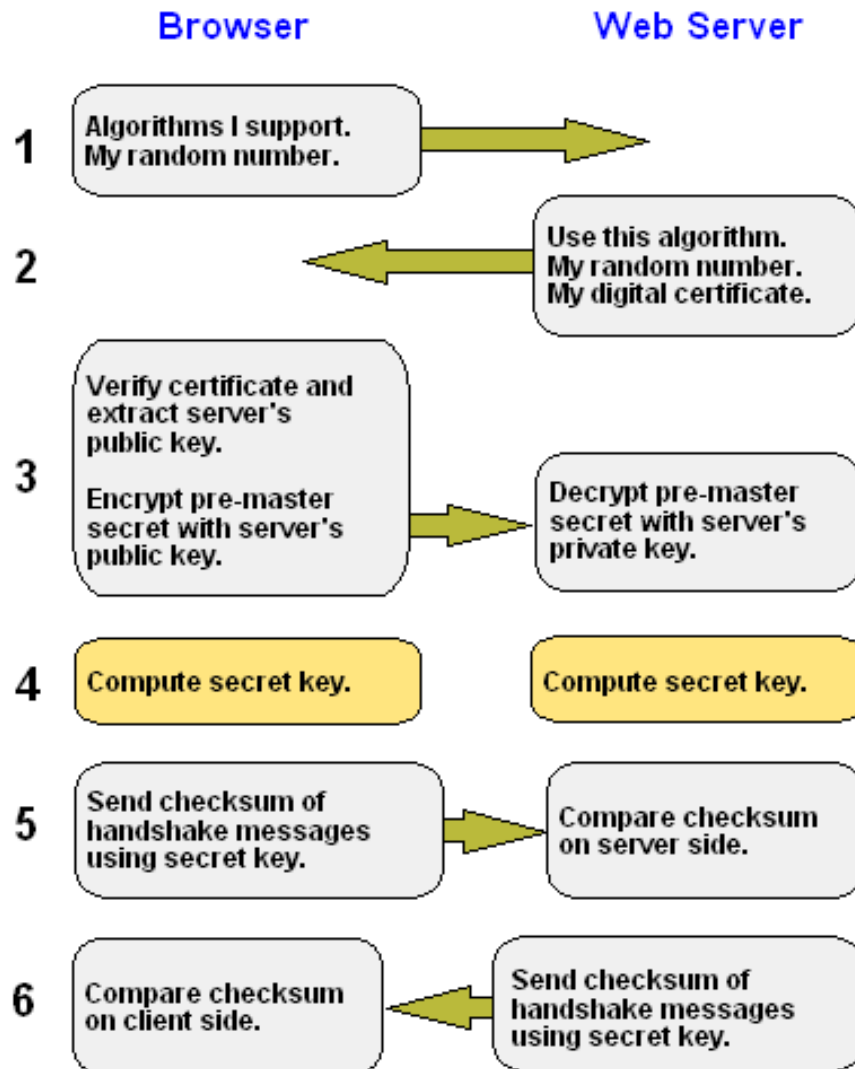 Browser
Web Server
1
Algorithms I support.
My random number.
2
Use this algorithm.
My random number.
My digital certificate.
3
Verify certificate and
extract server's
public key.
Encrypt pre-master
secret with server's
public key.
Decrypt pre-master
secret with server's
private key.
4
Compute secret key.
Compute secret key.
5
Send checksum of
handshake messages
using secret key.
Compare checksum
on server side.
6
Compare checksum
on client side.
Send checksum of
handshake messages
using secret key.